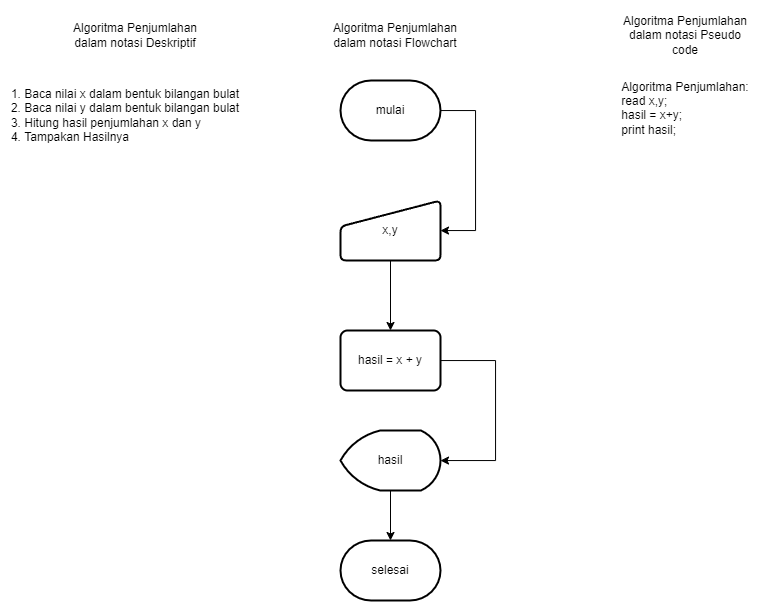 Algoritma Penjumlahan
dalam notasi Deskriptif
1. Baca nilai x dalam bentuk bilangan bulat
2. Baca nilai y dalam bentuk bilangan bulat
3. Hitung hasil penjumlahan x dan y
4. Tampakan Hasilnya
Algoritma Penjumlahan
dalam notasi Flowchart
mulai
x,y
hasil = x + y
hasil
selesai
Algoritma Penjumlahan
dalam notasi Pseudo
code
Algoritma Penjumlahan:
read x,y;
hasil = x+y;
print hasil;